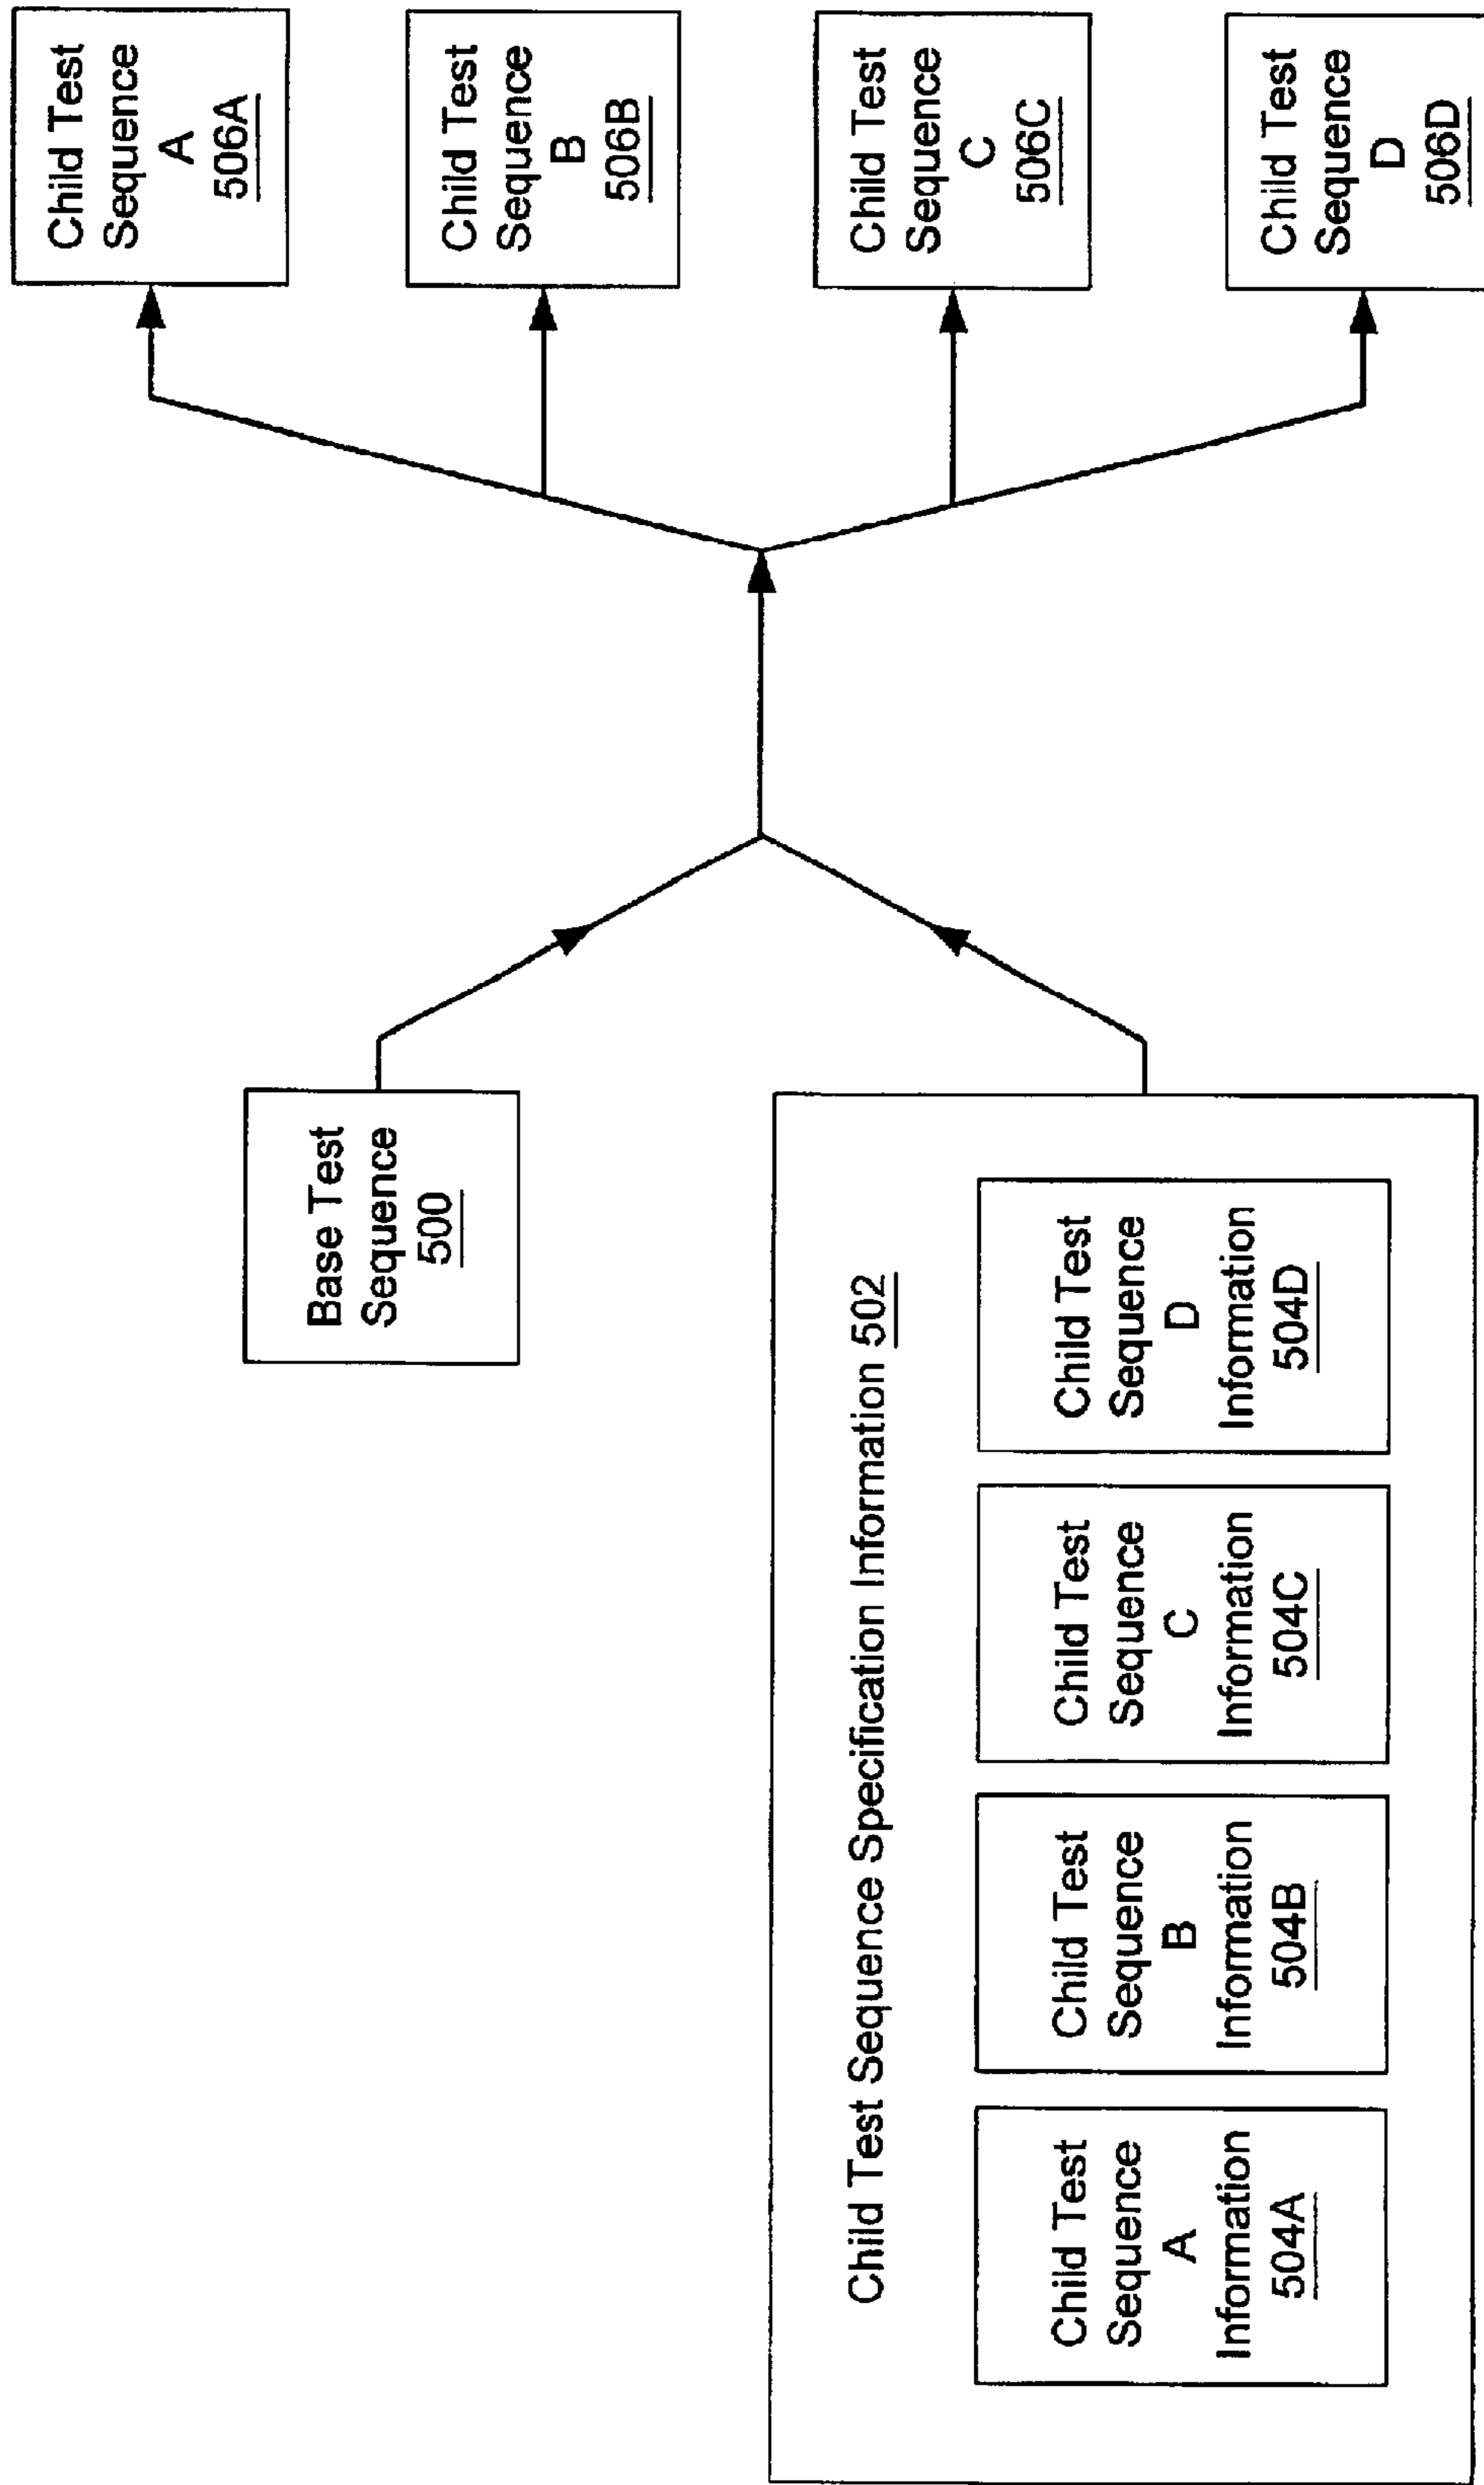 Base Test
Sequence
500
Child Test Sequence Specification Information 502
Child Test
Sequence
A
Information
504A
Child Test
Sequence
B
Information
504B
Child Test
Sequence
C
Information
504C
Child Test
Sequence
D
Information
504D
Child Test
Sequence
A
506A
Child Test
Sequence
B
506B
Child Test
Sequence
C
506C
Child Test
Sequence
D
506D